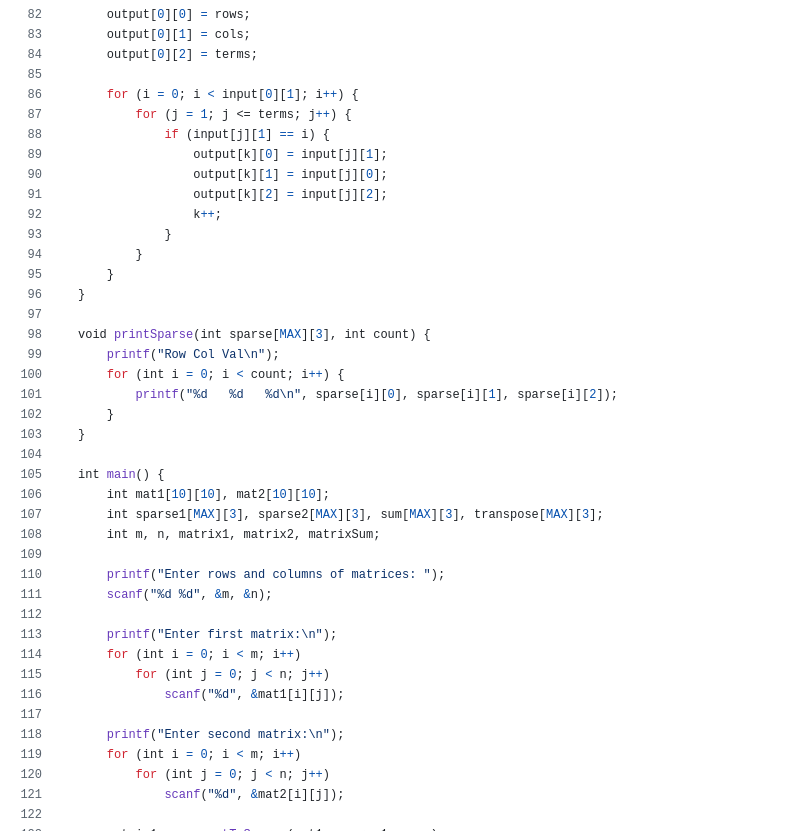 82 output[0][0] = rows;
83 output[0][1] = cols;
84 output[0][2] = terms;
85
86 for (i = 0; i < input[0][1]; i++) {
87 for (j = 1; j <= terms; j++) {
88 if (input[j][1] == i) {
89 output[k][0] = input[j][1];
90 output[k][1] = input[j][0];
91 output[k][2] = input[j][2];
92 k++;
93 }
94 }
95 }
96 }
97
98 void printSparse(int sparse[MAX][3], int count) {
99 printf("Row Col Val\n");
100 for (int i = 0; i < count; i++) {
101 printf("%d   %d   %d\n", sparse[i][0], sparse[i][1], sparse[i][2]);
102 }
103 }
104
105 int main() {
106 int mat1[10][10], mat2[10][10];
107 int sparse1[MAX][3], sparse2[MAX][3], sum[MAX][3], transpose[MAX][3];
108 int m, n, matrix1, matrix2, matrixSum;
109
110 printf("Enter rows and columns of matrices: ");
111 scanf("%d %d", &m, &n);
112
113 printf("Enter first matrix:\n");
114 for (int i = 0; i < m; i++)
115 for (int j = 0; j < n; j++)
116 scanf("%d", &mat1[i][j]);
117
118 printf("Enter second matrix:\n");
119 for (int i = 0; i < m; i++)
120 for (int j = 0; j < n; j++)
121 scanf("%d", &mat2[i][j]);
122